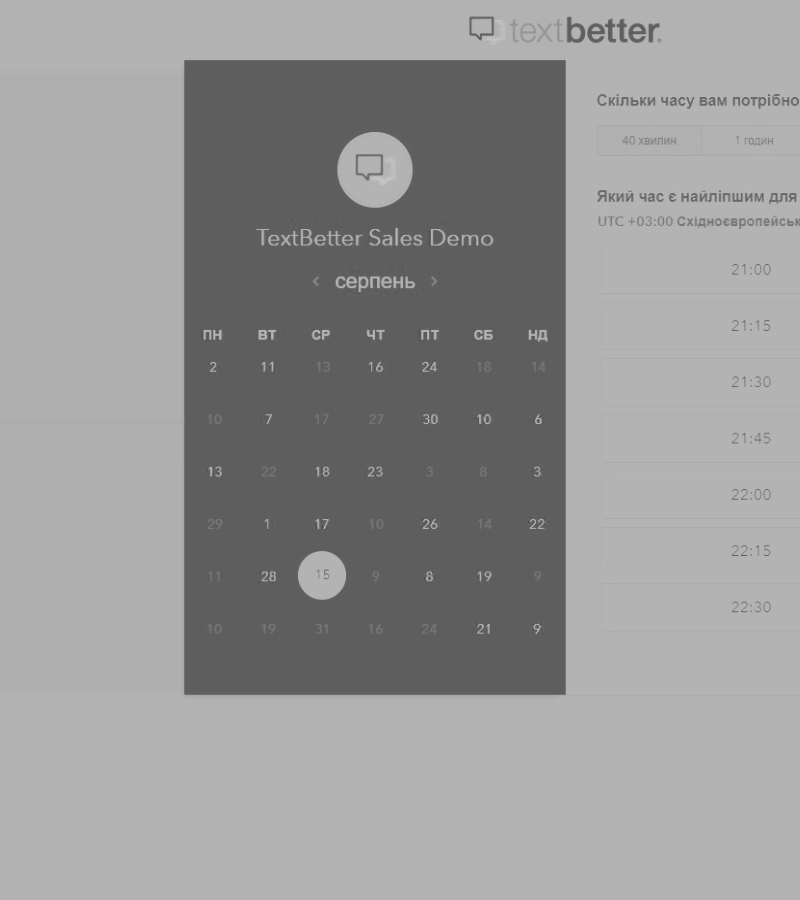 textbetter.
TextBetter Sales Demo
< серпень >
ПН ВТ СР ЧТ ПТ СБ НД
2 11 13 16 24 18 14
10 7 17 27 30 10 6
13 22 18 23 3 8 3
29 1 17 10 26 14 22
11 28 15 9 8 19 9
10 19 31 16 24 21 9
Скільки часу вам потрібно
40 хвилин 1 годин
Який час є найліпшим для
UTC +03:00 Східноєвропейськ
21:00
21:15
21:30
21:45
22:00
22:15
22:30